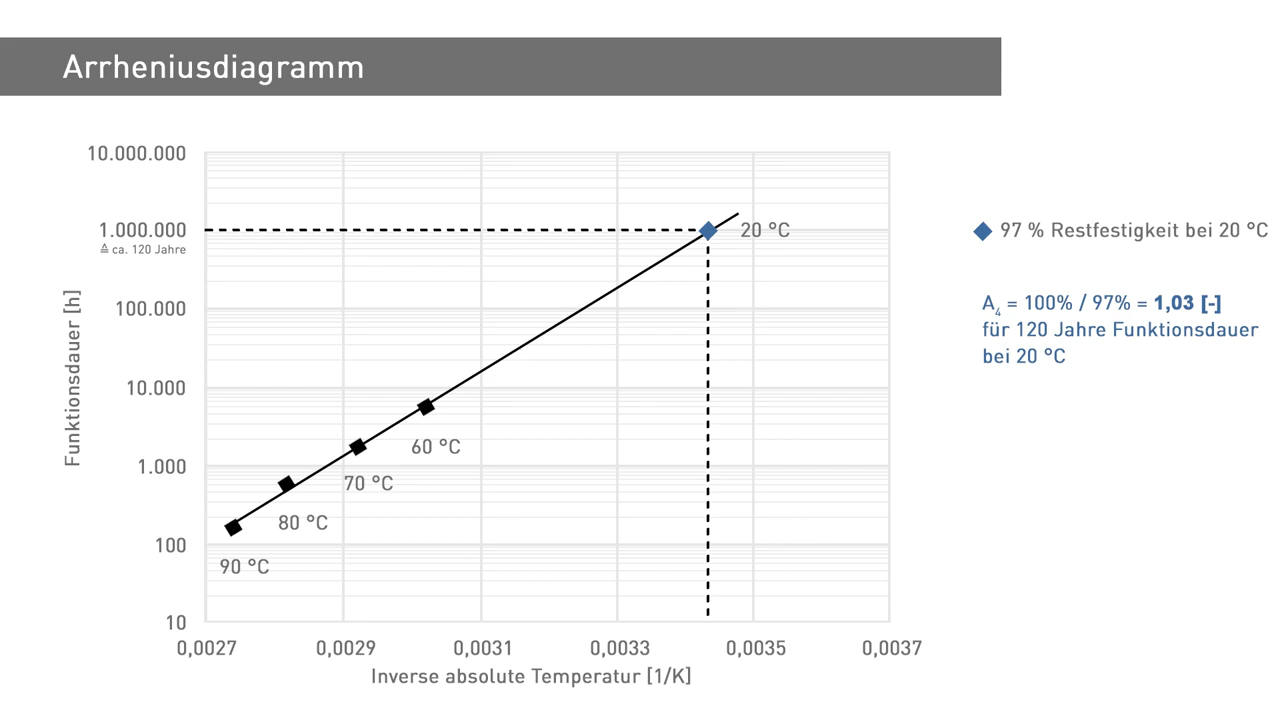 Arrheniusdiagramm
10.000.000
1.000.000
≙ ca. 120 Jahre
100.000
10.000
1.000
100
10
Funktionsdauer [h]
20 °C
60 °C
70 °C
80 °C
90 °C
0,0027 0,0029 0,0031 0,0033 0,0035 0,0037
Inverse absolute Temperatur [1/K]
97 % Restfestigkeit bei 20 °C
A₄ = 100% / 97% = 1,03 [-]
für 120 Jahre Funktionsdauer
bei 20 °C